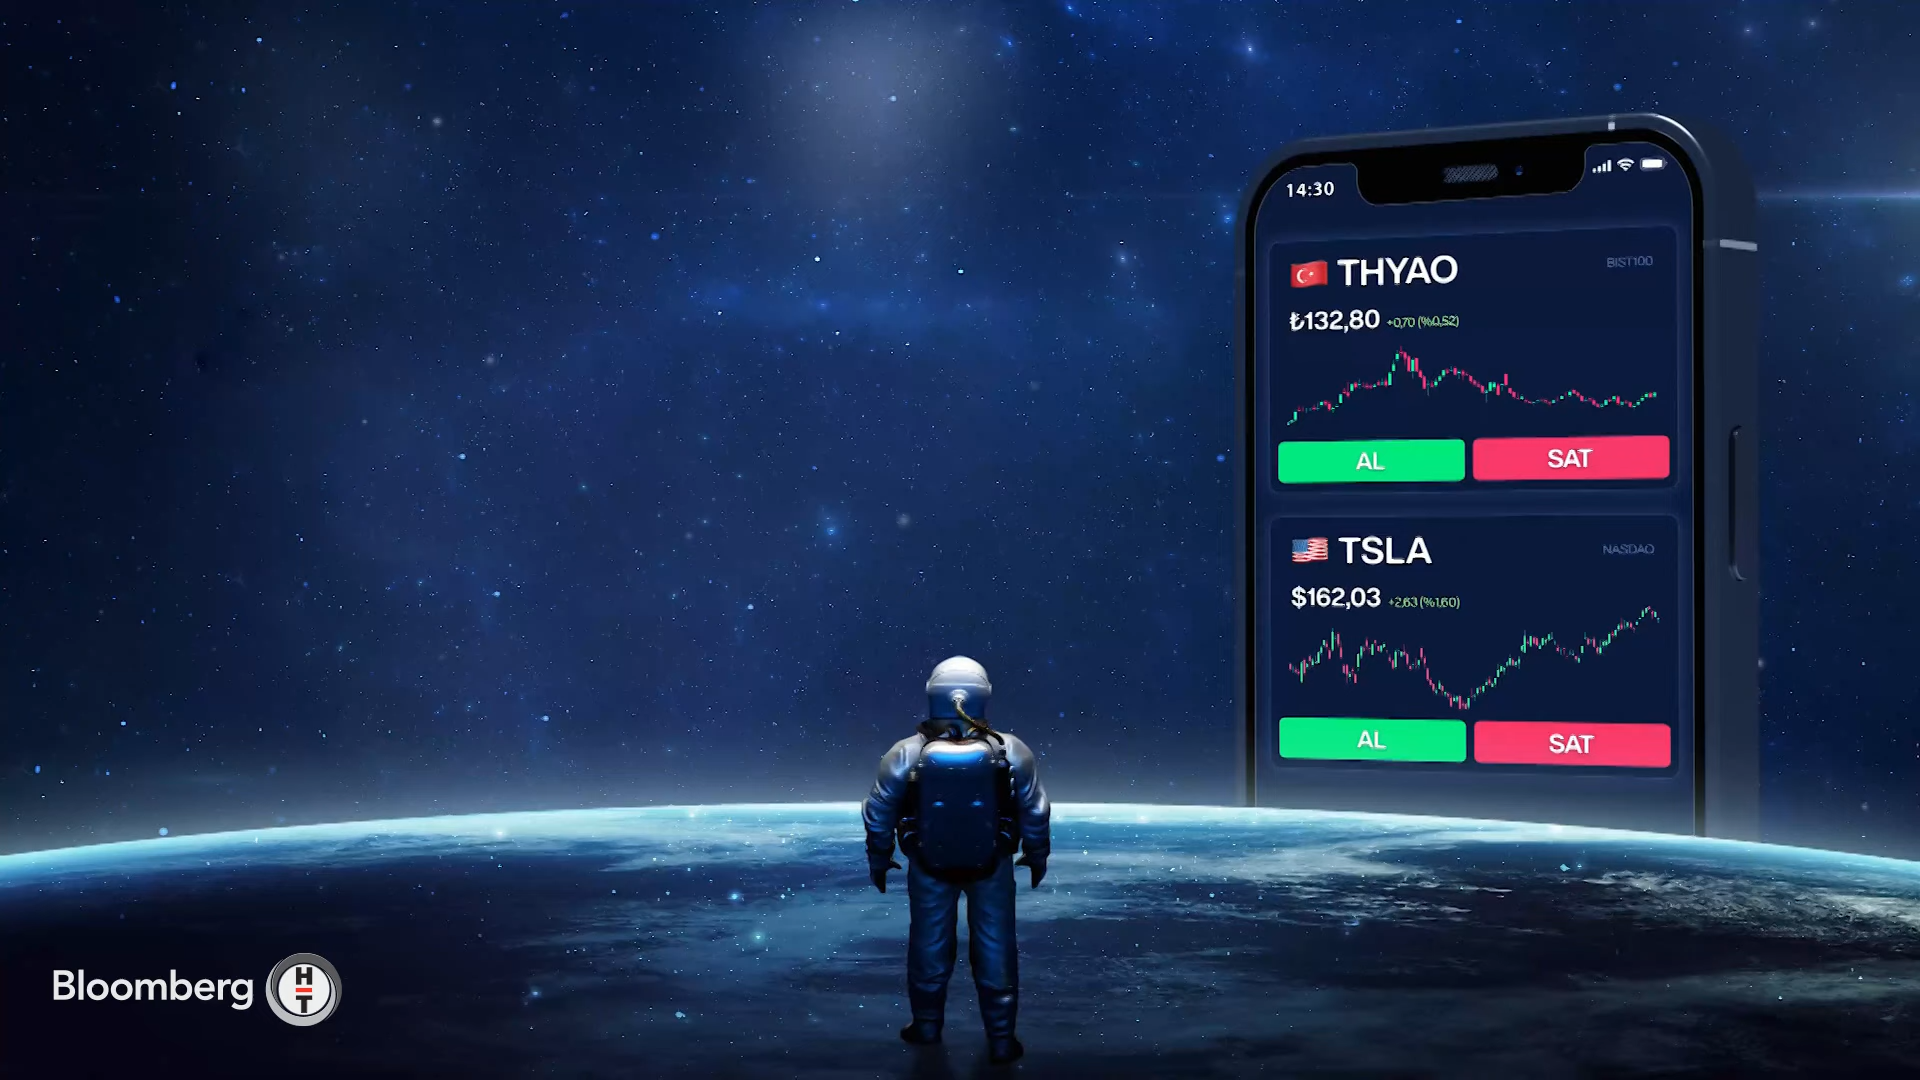 14:30
THYAO
BIST100
₺132,80 +0,70 (%0,52)
AL
SAT
TSLA
NASDAQ
$162,03 +2,63 (%1,60)
AL
SAT
Bloomberg HT